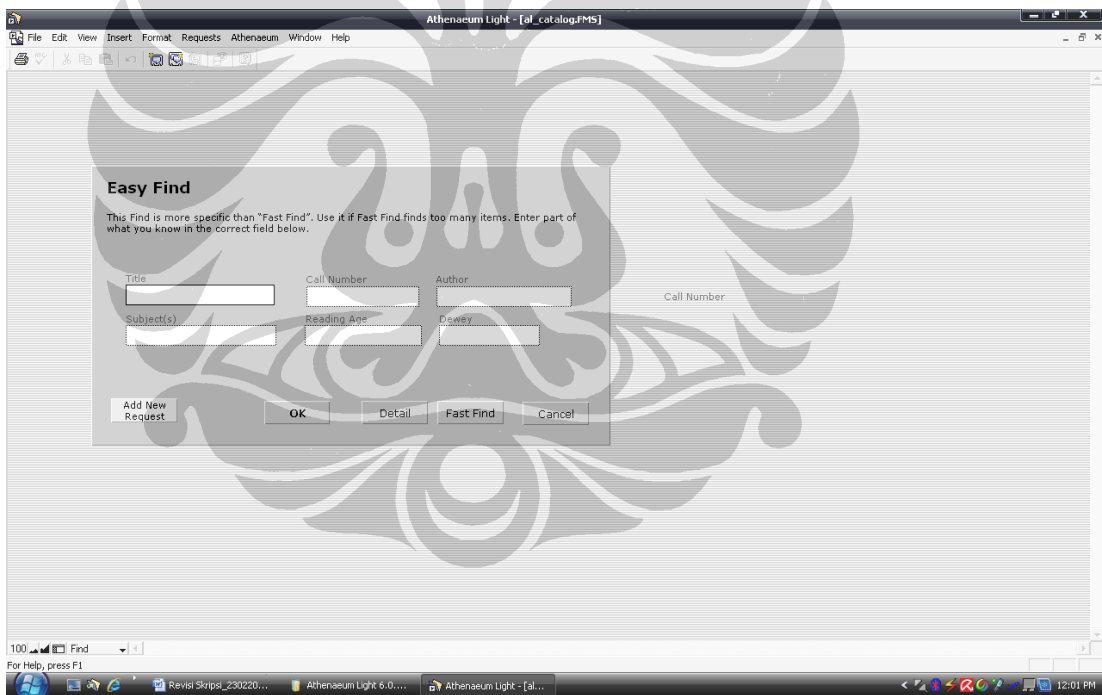 Athenaeum Light - [al_catalog.FMS]
File Edit View Insert Format Requests Athenaeum Window Help
Easy Find
This Find is more specific than "Fast Find". Use it if Fast Find finds too many items. Enter part of
what you know in the correct field below.
Title Call Number Author
Call Number
Subject(s) Reading Age Dewey
Add New
Request
OK Detail Fast Find Cancel
100 Find
For Help, press F1
Revisi Skripsi_230220... Athenaeum Light 6.0.... Athenaeum Light - [al... 12:01 PM